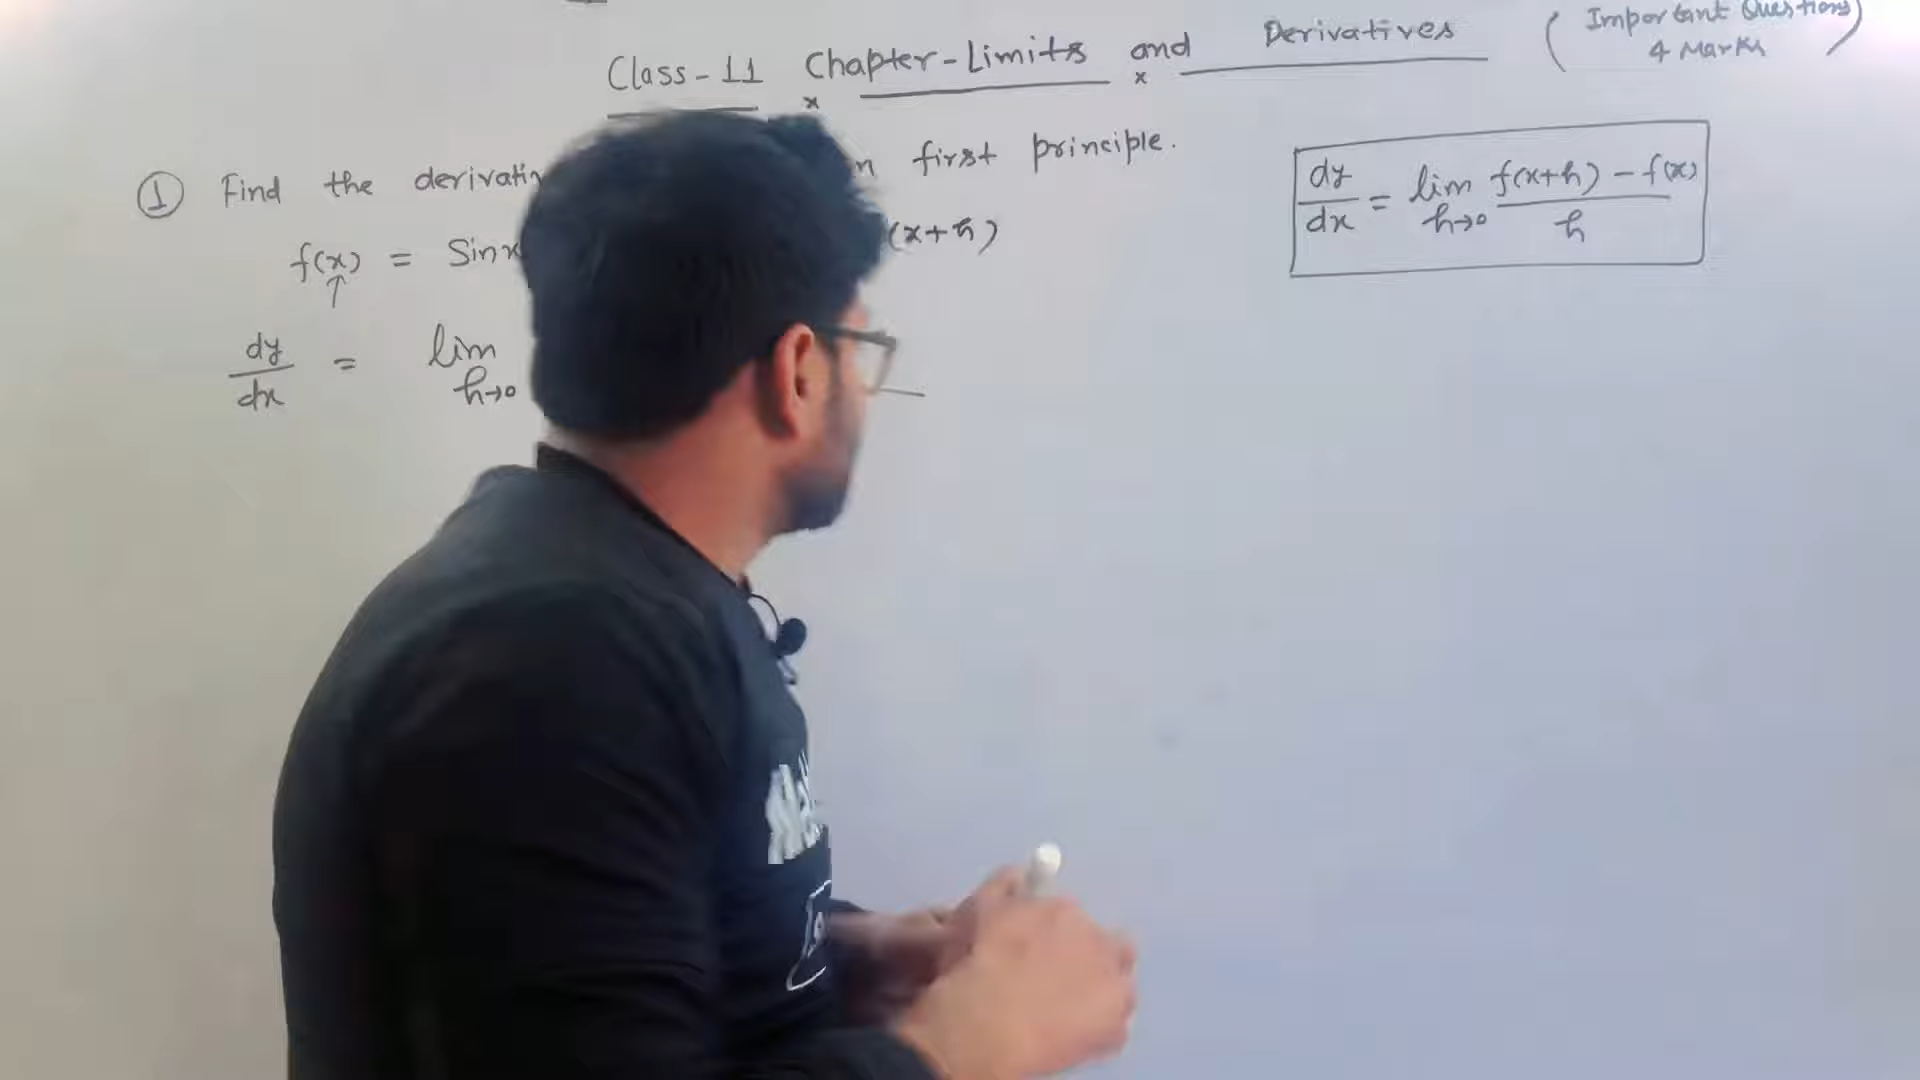 Class-11 Chapter-Limits and Derivatives
(Important Questions
4 Marks)
① Find the first principle.
f(x) = Sinx (x+h)
↑
dy/dx = lim h→0
dy/dx = lim h→0 f(x+h) - f(x) / h